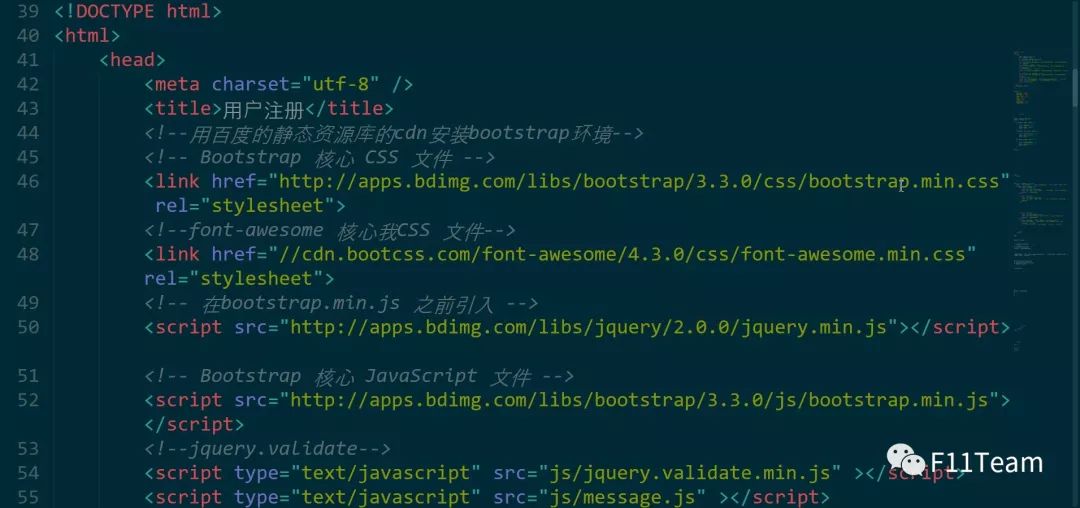 39 <!DOCTYPE html>
40 <html>
41 <head>
42 <meta charset="utf-8" />
43 <title>用户注册</title>
44 <!--用百度的静态资源库的cdn安装bootstrap环境-->
45 <!-- Bootstrap 核心 CSS 文件 -->
46 <link href="http://apps.bdimg.com/libs/bootstrap/3.3.0/css/bootstrap.min.css"
rel="stylesheet">
47 <!--font-awesome 核心我CSS 文件-->
48 <link href="//cdn.bootcss.com/font-awesome/4.3.0/css/font-awesome.min.css"
rel="stylesheet">
49 <!-- 在bootstrap.min.js 之前引入 -->
50 <script src="http://apps.bdimg.com/libs/jquery/2.0.0/jquery.min.js"></script>
51 <!-- Bootstrap 核心 JavaScript 文件 -->
52 <script src="http://apps.bdimg.com/libs/bootstrap/3.3.0/js/bootstrap.min.js">
</script>
53 <!--jquery.validate-->
54 <script type="text/javascript" src="js/jquery.validate.min.js" ></script>
55 <script type="text/javascript" src="js/message.js" ></script>
F11Team